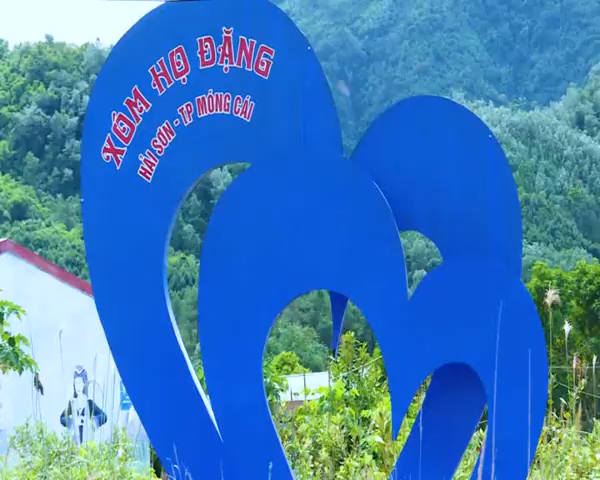 XÓM HỌ ĐẶNG
HẢI SƠN - TP MÓNG CÁI